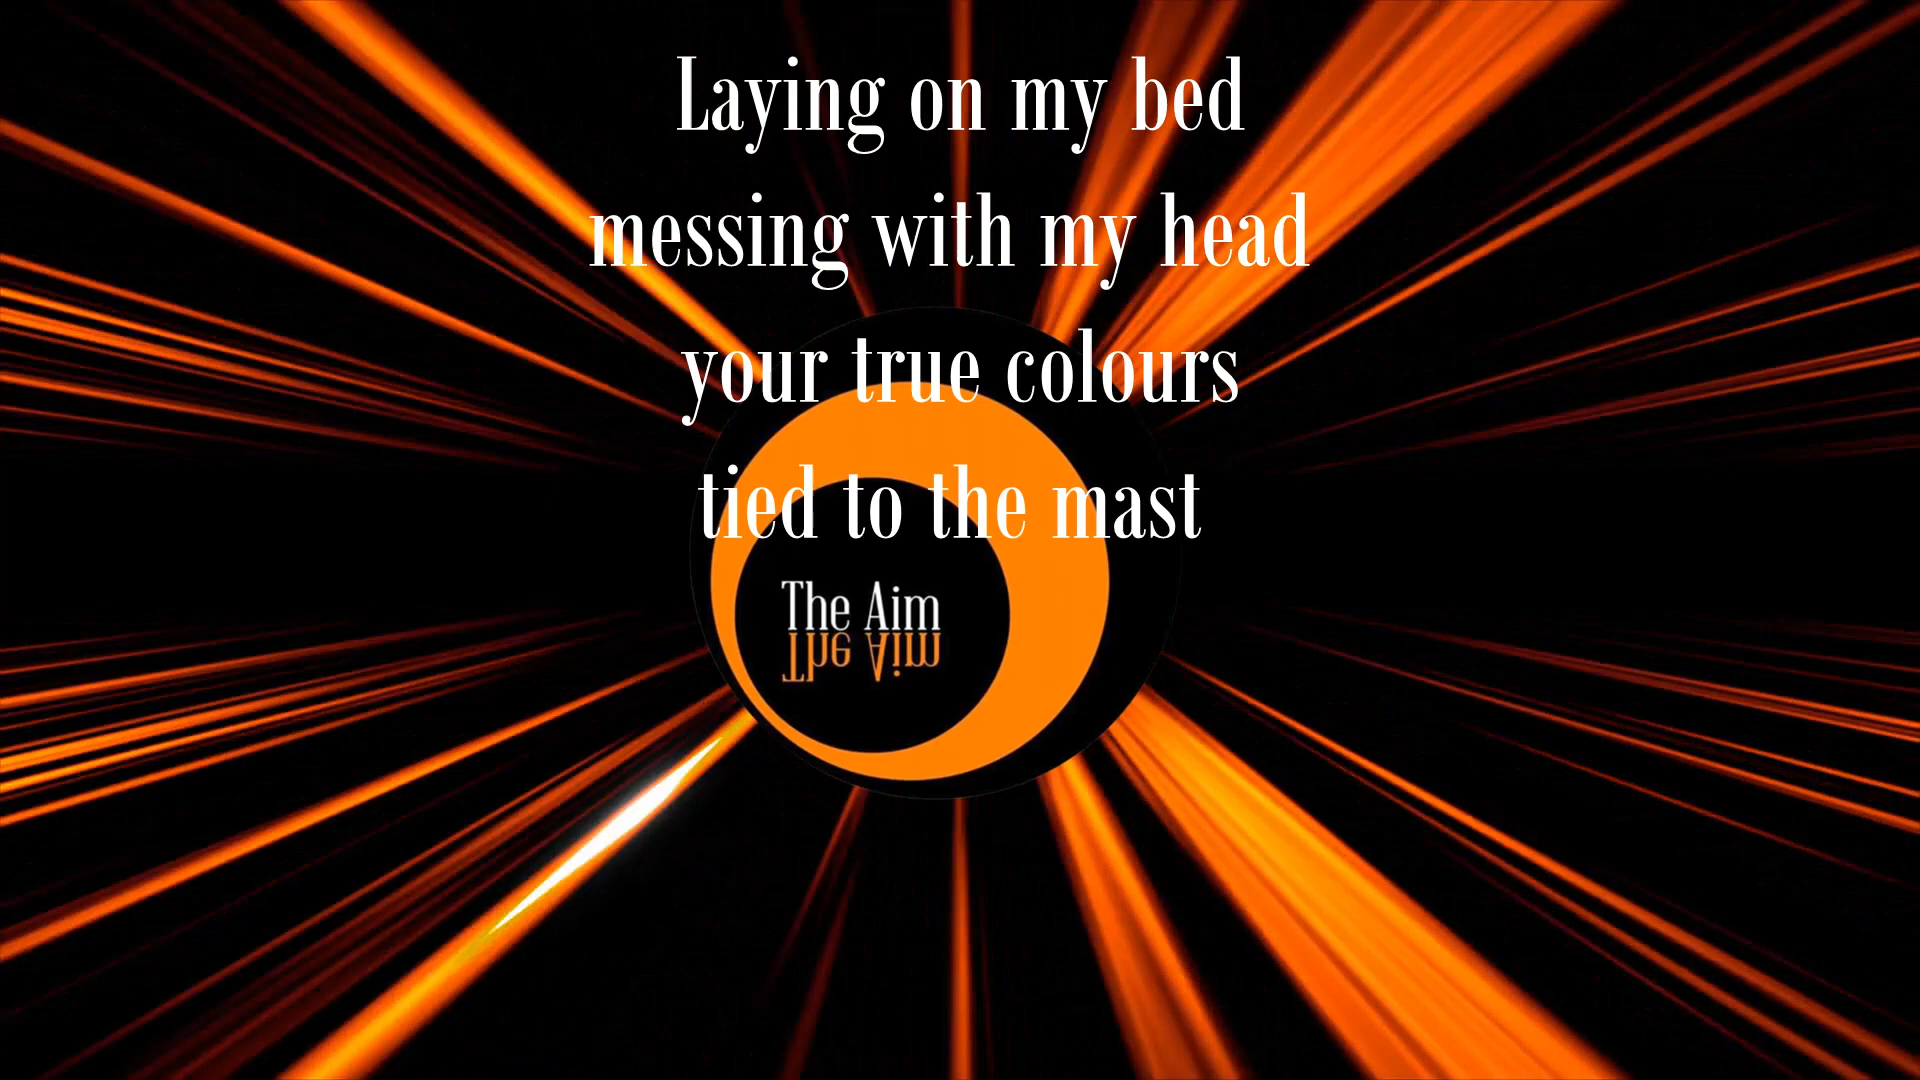 Laying on my bed
messing with my head
your true colours
tied to the mast
The Aim
The Aim